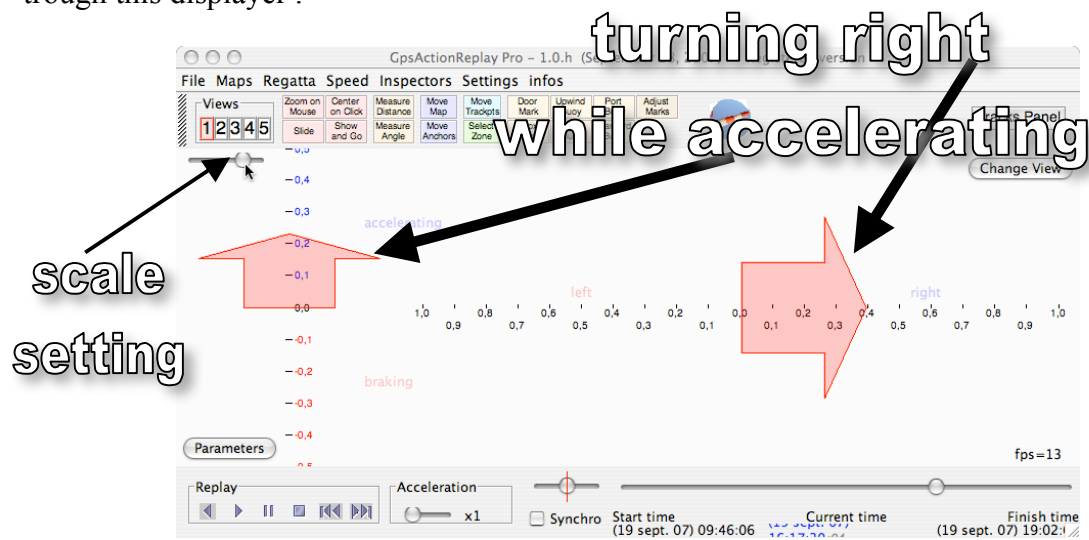 trough this displayer :
turning right
GpsActionReplay Pro – 1.0.h
File Maps Regatta Speed Inspectors Settings infos
Views
1 2 3 4 5
Zoom on Mouse
Center on Click
Measure Distance
Move Map
Move Trackpts
Door Mark
Upwind
Port
Adjust Marks
Slide
Show and Go
Measure Angle
Move Anchors
Select Zone
while accelerating
Panel
Change View
0,4
0,3
accelerating
0,2
scale
0,1
left
right
0,0
1,0 0,8 0,6 0,4 0,2 0,0 0,2 0,4 0,6 0,8 1,0
0,9 0,7 0,5 0,3 0,1 0,1 0,3 0,5 0,7 0,9
-0,1
setting
-0,2
braking
-0,3
-0,4
Parameters
fps=13
Replay
Acceleration
x1
Synchro
Start time
Current time
Finish time
(19 sept. 07) 09:46:06
(19 sept. 07) 19:02: